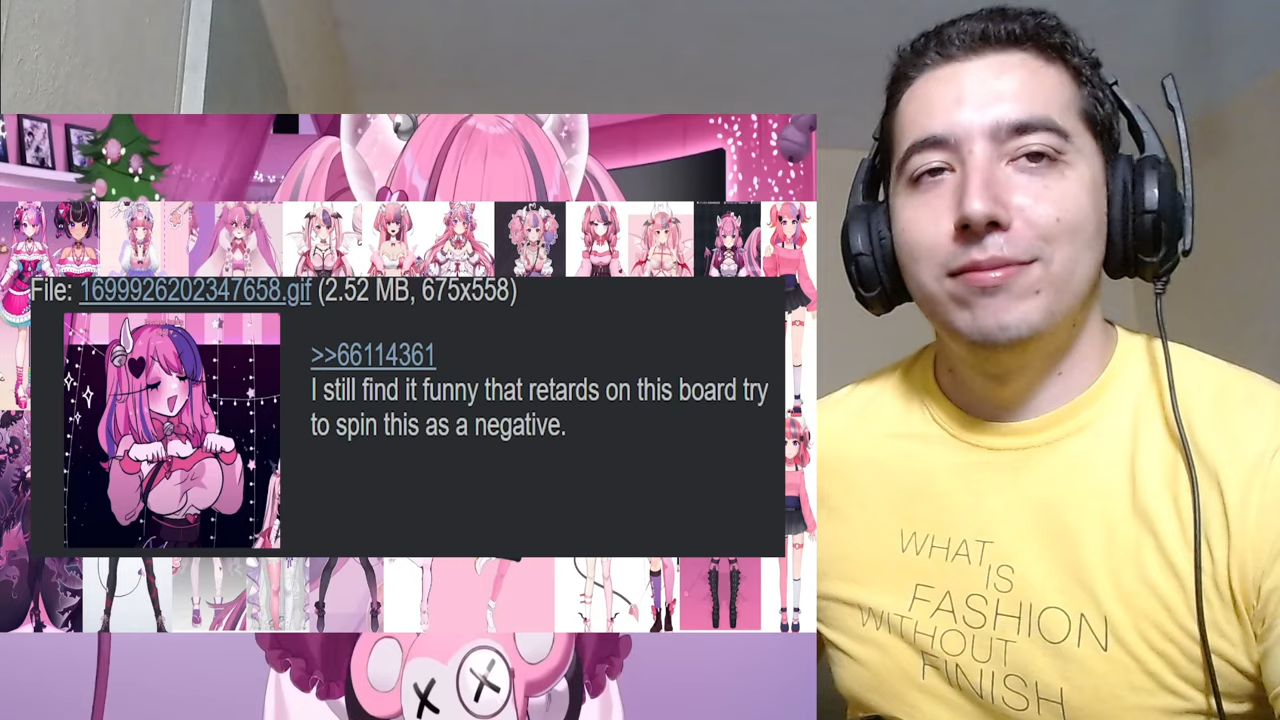 File: 1699926202347658.gif (2.52 MB, 675x558)
>>66114361
I still find it funny that retards on this board try
to spin this as a negative.
WHAT
IS
FASHION
WITHOUT
FINISH